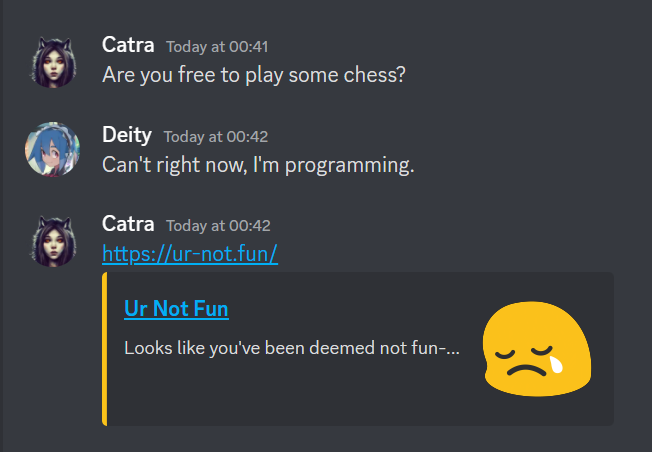 Catra Today at 00:41
Are you free to play some chess?
Deity Today at 00:42
Can't right now, I'm programming.
Catra Today at 00:42
https://ur-not.fun/
Ur Not Fun
Looks like you've been deemed not fun-...